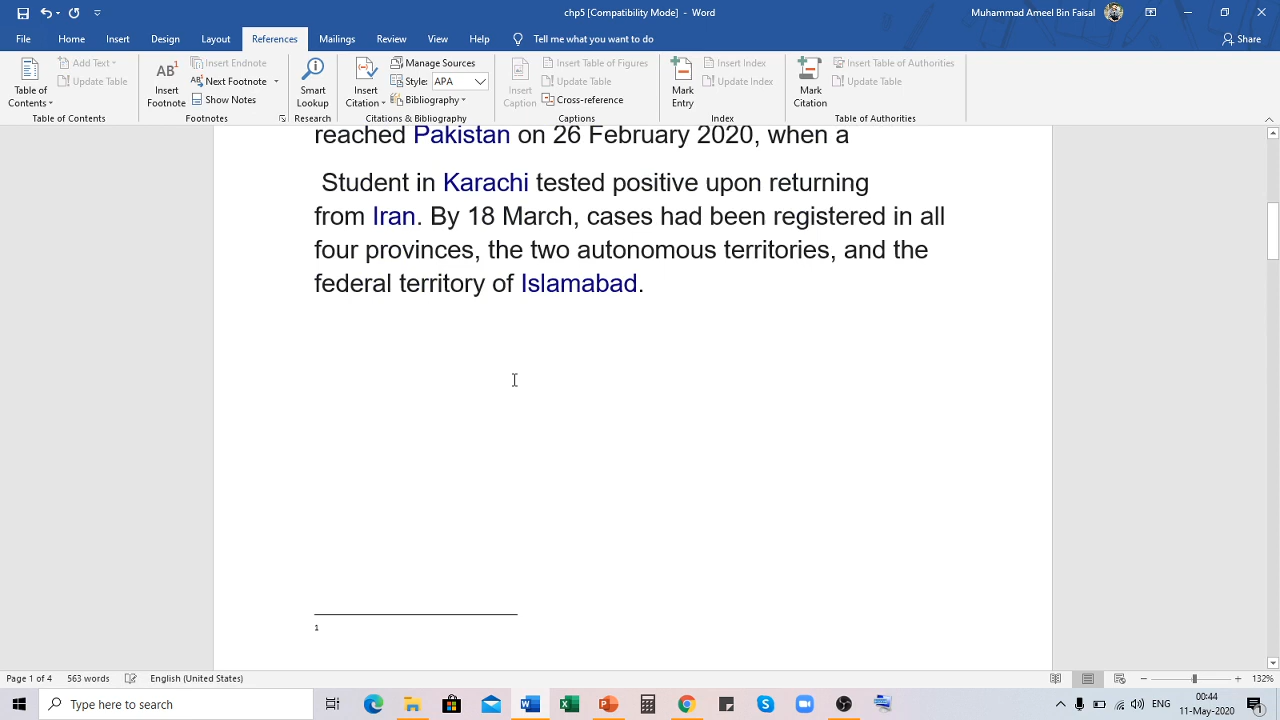 chp5 [Compatibility Mode] - Word
Muhammad Ameel Bin Faisal
File Home Insert Design Layout References Mailings Review View Help Tell me what you want to do
Share
Table of Contents
Add Text
Update Table
Table of Contents
AB1
Insert Footnote
Insert Endnote
Next Footnote
Show Notes
Footnotes
Smart Lookup
Research
Insert Citation
Manage Sources
Style: APA
Bibliography
Citations & Bibliography
Insert Caption
Insert Table of Figures
Update Table
Cross-reference
Captions
Mark Entry
Insert Index
Update Index
Index
Mark Citation
Insert Table of Authorities
Update Table
Table of Authorities
reached Pakistan on 26 February 2020, when a
Student in Karachi tested positive upon returning
from Iran. By 18 March, cases had been registered in all
four provinces, the two autonomous territories, and the
federal territory of Islamabad.
1
Page 1 of 4 563 words English (United States)
132%
Type here to search
ENG
00:44
11-May-2020
1